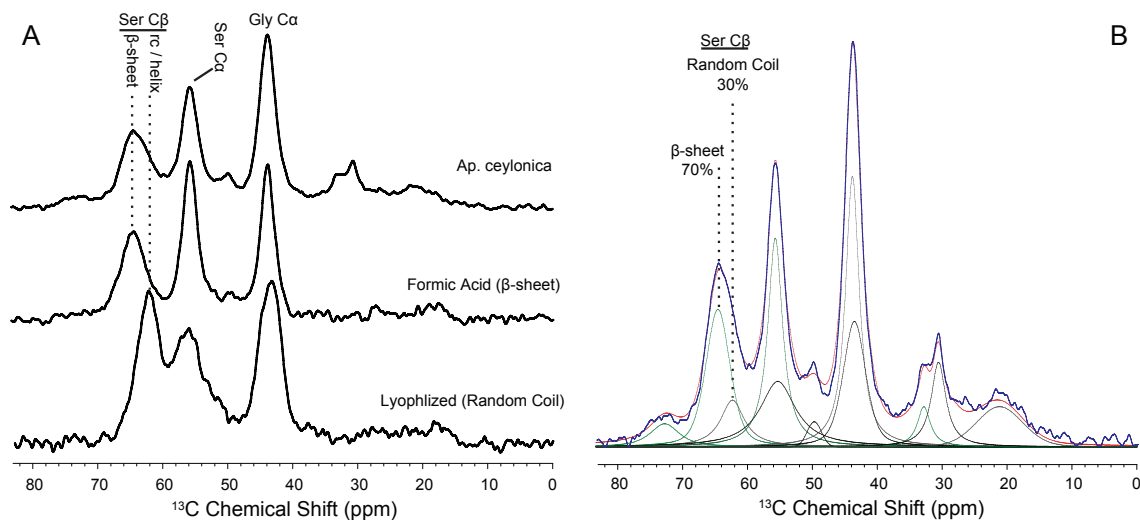 A
Ser Cβ
β-sheet
rc / helix
Ser Cα
Gly Cα
Ap. ceylonica
Formic Acid (β-sheet)
Lyophlized (Random Coil)
80 70 60 50 40 30 20 10 0
¹³C Chemical Shift (ppm)
B
Ser Cβ
Random Coil
30%
β-sheet
70%
80 70 60 50 40 30 20 10 0
¹³C Chemical Shift (ppm)